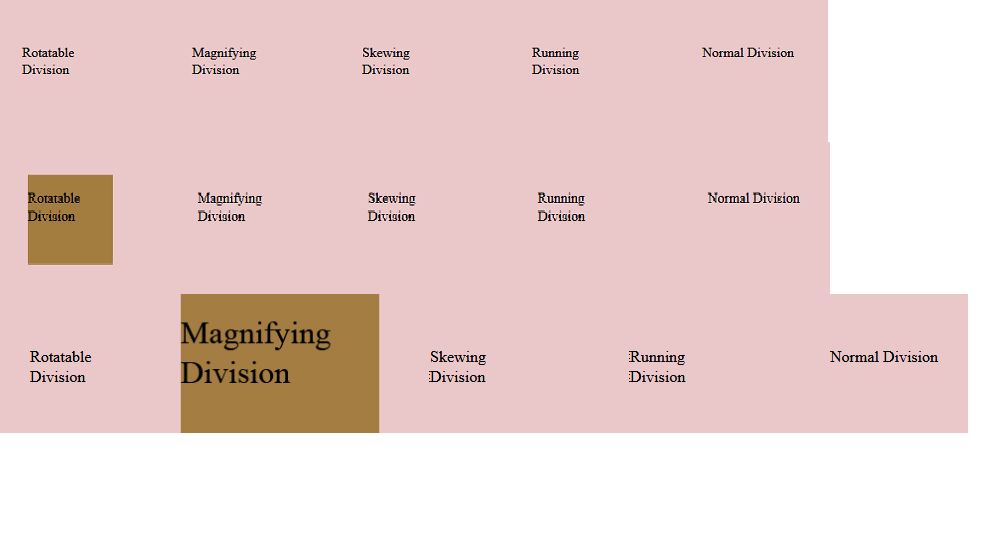 Rotatable Magnifying Skewing Running Normal Division
Division Division Division Division
Rotatable Magnifying Skewing Running Normal Division
Division Division Division Division
Magnifying
Division
Rotatable Skewing Running Normal Division
Division Division Division